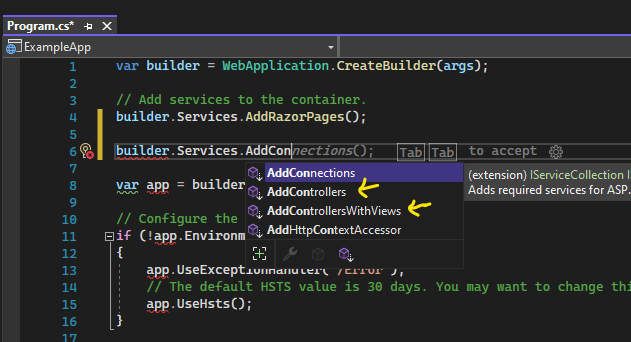 Program.cs*
ExampleApp
1 var builder = WebApplication.CreateBuilder(args);
2
3 // Add services to the container.
4 builder.Services.AddRazorPages();
5
6 builder.Services.AddConnections(); Tab Tab to accept
AddConnections
(extension) IServiceCollection
Adds required services for ASP.
7
AddControllers
8 var app = builder
9
AddControllersWithViews
10 // Configure the
AddHttpContextAccessor
11 if (!app.Environm
12 {
13 app.UseExceptionHandler("/Error");
14 // The default HSTS value is 30 days. You may want to change thi
15 app.UseHsts();
16 }
17